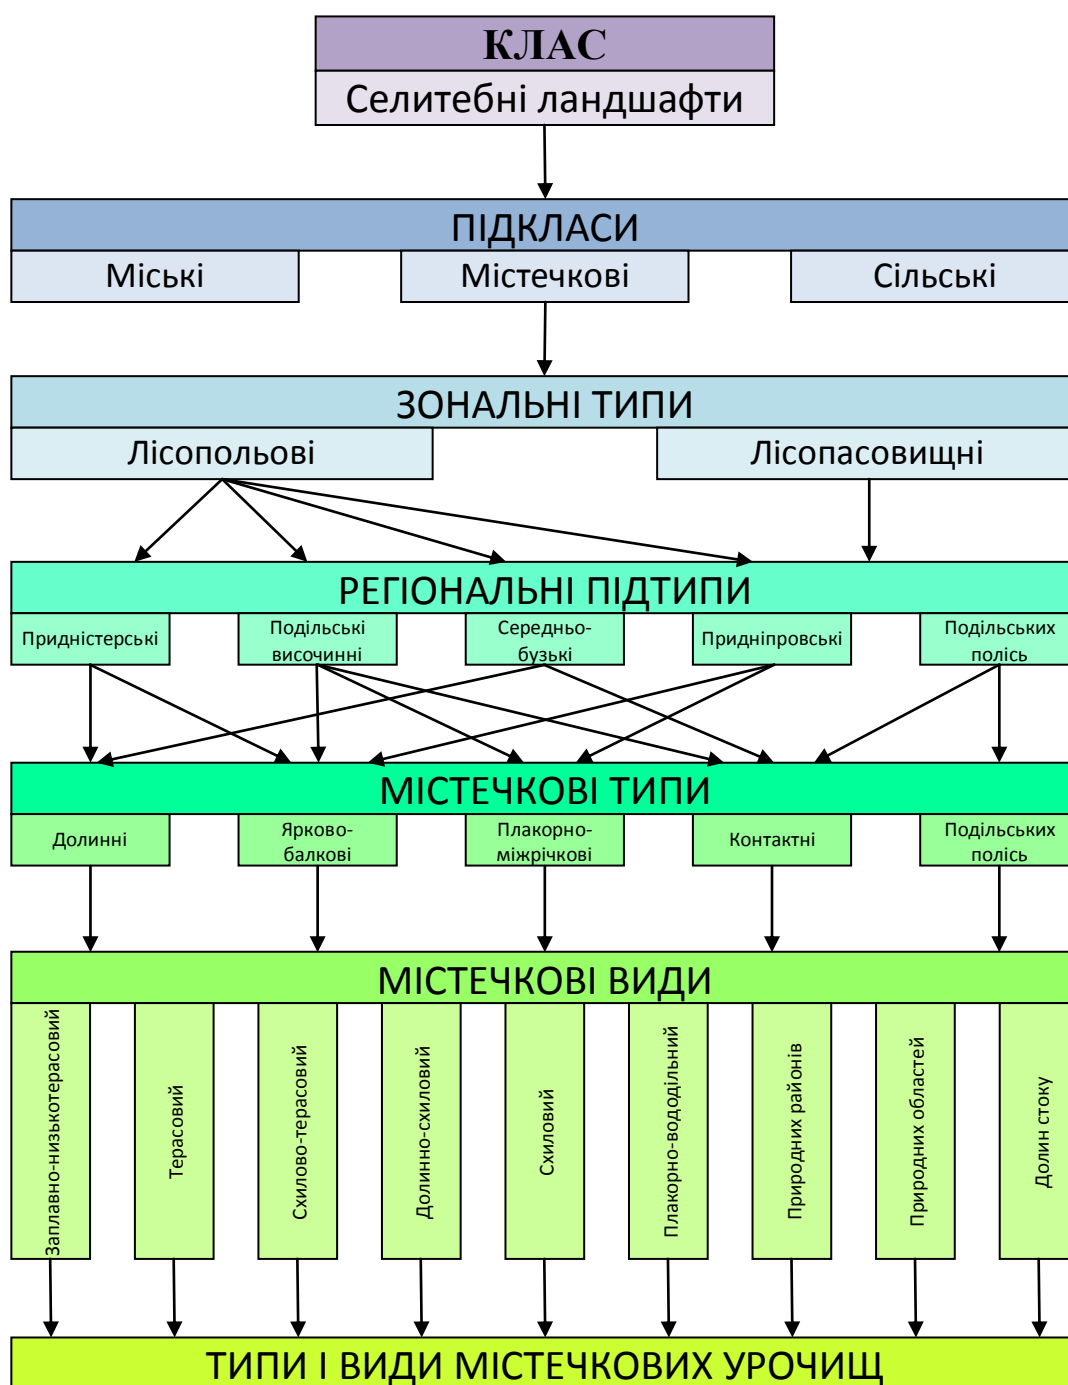 КЛАС
Селитебні ландшафти
ПІДКЛАСИ
Міські
Містечкові
Сільські
ЗОНАЛЬНІ ТИПИ
Лісопольові
Лісопасовищні
РЕГІОНАЛЬНІ ПІДТИПИ
Придністерські
Подільські
височинні
Середньо-
бузькі
Придніпровські
Подільських
полісь
МІСТЕЧКОВІ ТИПИ
Долинні
Ярково-
балкові
Плакорно-
міжрічкові
Контактні
Подільських
полісь
МІСТЕЧКОВІ ВИДИ
Заплавно-низькотерасовий
Терасовий
Схилово-терасовий
Долинно-схиловий
Схиловий
Плакорно-вододільний
Природних районів
Природних областей
Долин стоку
ТИПИ І ВИДИ МІСТЕЧКОВИХ УРОЧИЩ